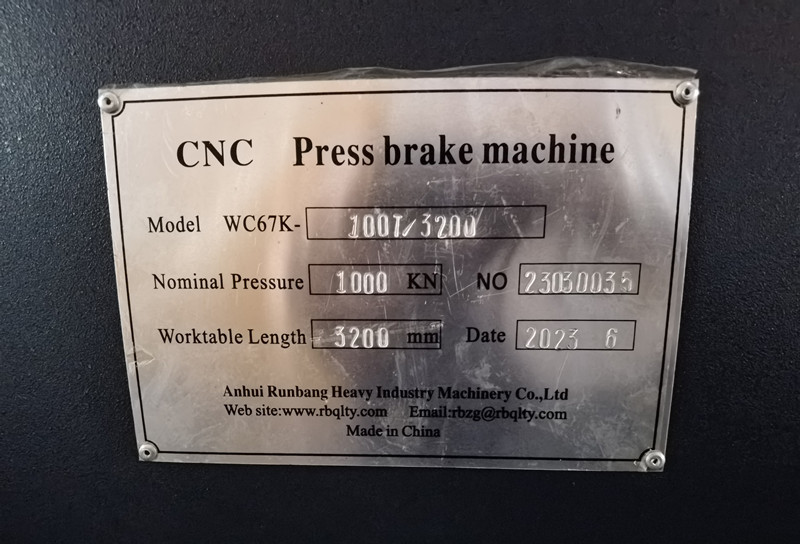 CNC Press brake machine
Model WC67K- 100T/3200
Nominal Pressure 1000 KN NO 23030035
Worktable Length 3200 mm Date 2023 6
Anhui Runbang Heavy Industry Machinery Co.,Ltd
Web site:www.rbqlty.com Email:rbzg@rbqlty.com
Made in China